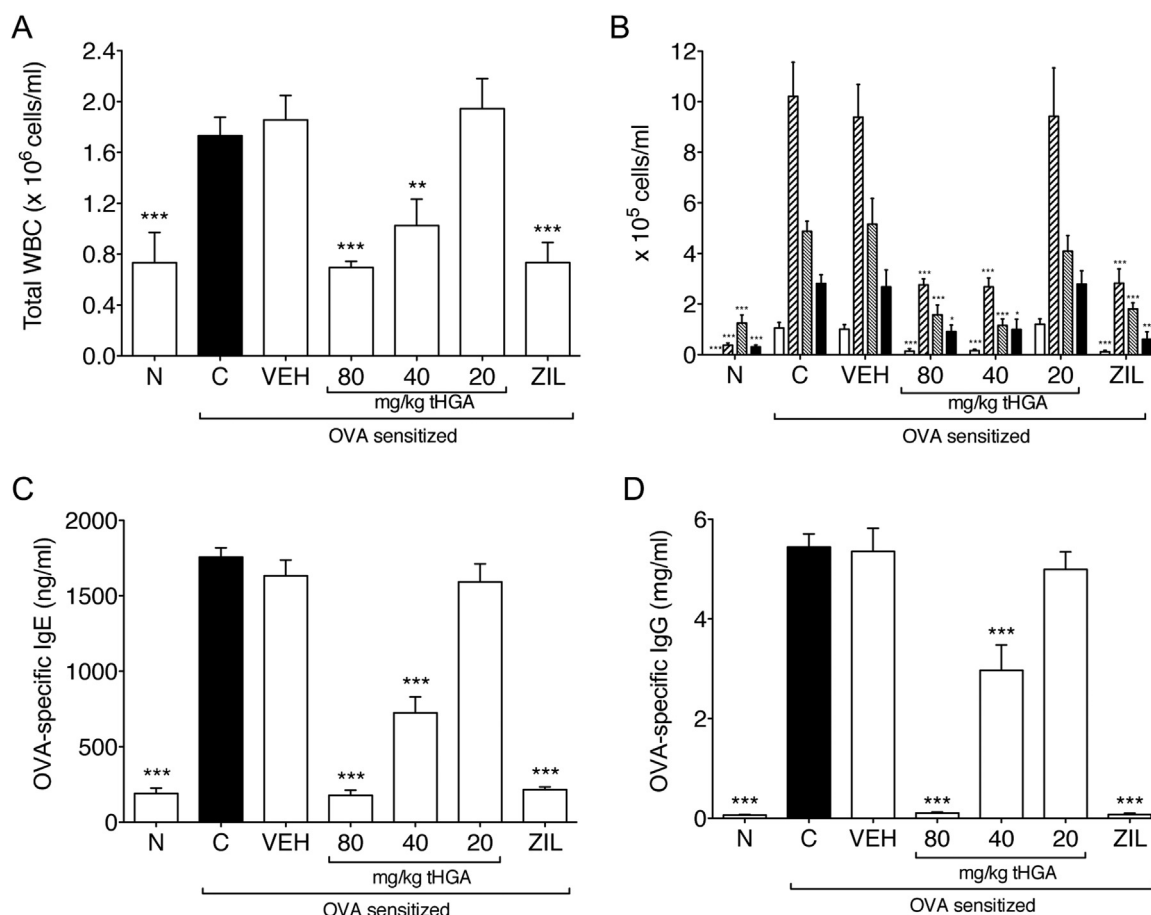 A
Total WBC (x 10⁶ cells/ml)
2.4
2.0
1.6
1.2
0.8
0.4
0.0
***
***
**
***
N C VEH 80 40 20 ZIL
mg/kg tHGA
OVA sensitized
B
x 10⁵ cells/ml
12
10
8
6
4
2
0
*** *** *** ***
*** *** *** *
*** *** *** *
*** *** *** **
N C VEH 80 40 20 ZIL
mg/kg tHGA
OVA sensitized
C
OVA-specific IgE (ng/ml)
2000
1500
1000
500
0
***
***
***
***
N C VEH 80 40 20 ZIL
mg/kg tHGA
OVA sensitized
D
OVA-specific IgG (mg/ml)
6
4
2
0
***
***
***
***
N C VEH 80 40 20 ZIL
mg/kg tHGA
OVA sensitized